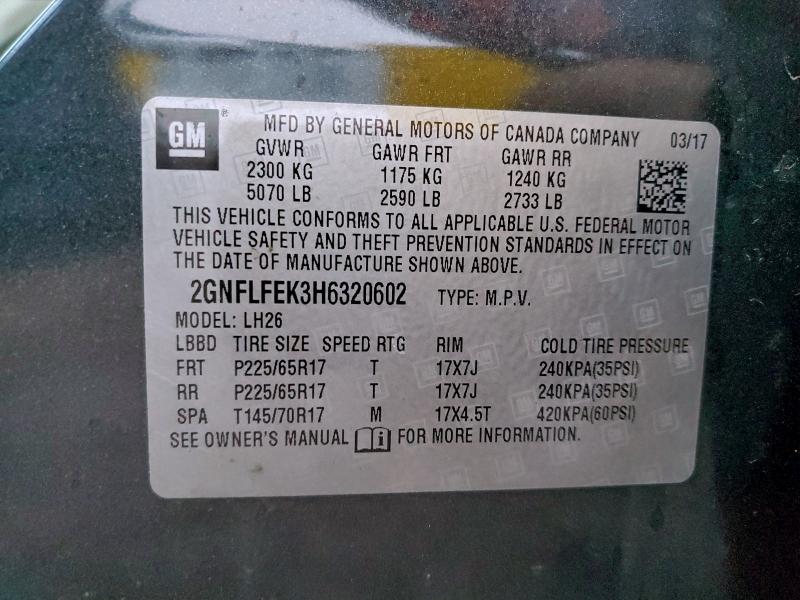 GM® MFD BY GENERAL MOTORS OF CANADA COMPANY 03/17
GVWR GAWR FRT GAWR RR
2300 KG 1175 KG 1240 KG
5070 LB 2590 LB 2733 LB
THIS VEHICLE CONFORMS TO ALL APPLICABLE U.S. FEDERAL MOTOR
VEHICLE SAFETY AND THEFT PREVENTION STANDARDS IN EFFECT ON
THE DATE OF MANUFACTURE SHOWN ABOVE.
2GNFLFEK3H6320602 TYPE: M.P.V.
MODEL: LH26
LBBD TIRE SIZE SPEED RTG RIM COLD TIRE PRESSURE
FRT P225/65R17 T 17X7J 240KPA(35PSI)
RR P225/65R17 T 17X7J 240KPA(35PSI)
SPA T145/70R17 M 17X4.5T 420KPA(60PSI)
SEE OWNER'S MANUAL i FOR MORE INFORMATION.